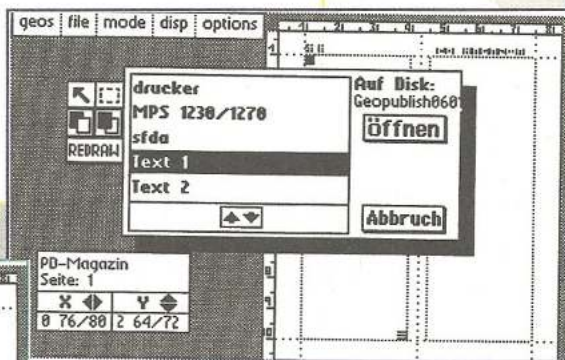 geos file mode disp options
drucker
MPS 1230/1270
sfda
Text 1
Text 2
Auf Disk:
Öffnen
Abbruch
REDRAW
PD-Magazin
Seite: 1
X Y
0 76/80 2 64/72